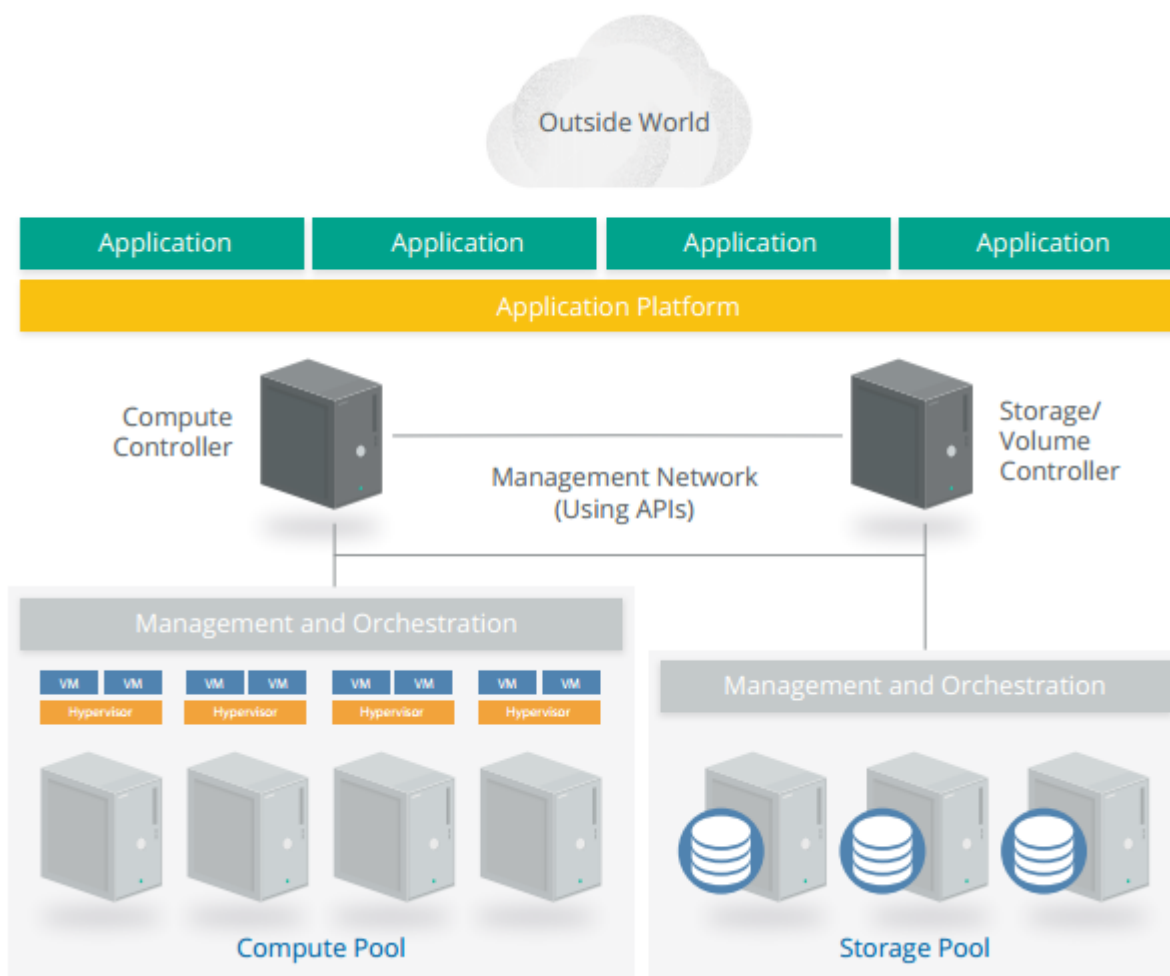 Outside World
Application
Application
Application
Application
Application Platform
Compute
Controller
Storage/
Volume
Controller
Management Network
(Using APIs)
Management and Orchestration
VM
VM
VM
VM
VM
VM
VM
VM
Hypervisor
Hypervisor
Hypervisor
Hypervisor
Compute Pool
Management and Orchestration
Storage Pool